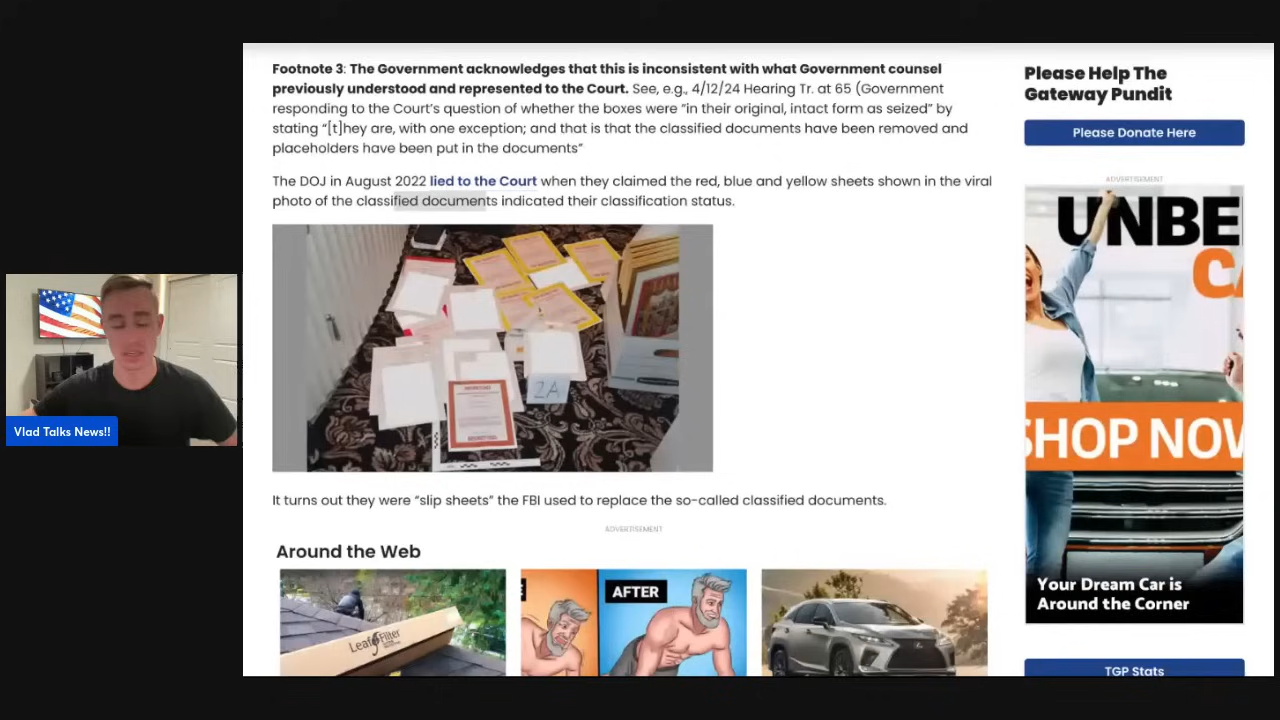 Footnote 3: The Government acknowledges that this is inconsistent with what Government counsel
previously understood and represented to the Court. See, e.g., 4/12/24 Hearing Tr. at 65 (Government
responding to the Court's question of whether the boxes were “in their original, intact form as seized” by
stating “[t]hey are, with one exception; and that is that the classified documents have been removed and
placeholders have been put in the documents”
The DOJ in August 2022 lied to the Court when they claimed the red, blue and yellow sheets shown in the viral
photo of the classified documents indicated their classification status.
2A
It turns out they were “slip sheets” the FBI used to replace the so-called classified documents.
ADVERTISEMENT
Around the Web
LeafFilter
AFTER
Please Help The
Gateway Pundit
Please Donate Here
ADVERTISEMENT
UNBE
CA
SHOP NOW
Your Dream Car is
Around the Corner
TGP Stats
Vlad Talks News!!